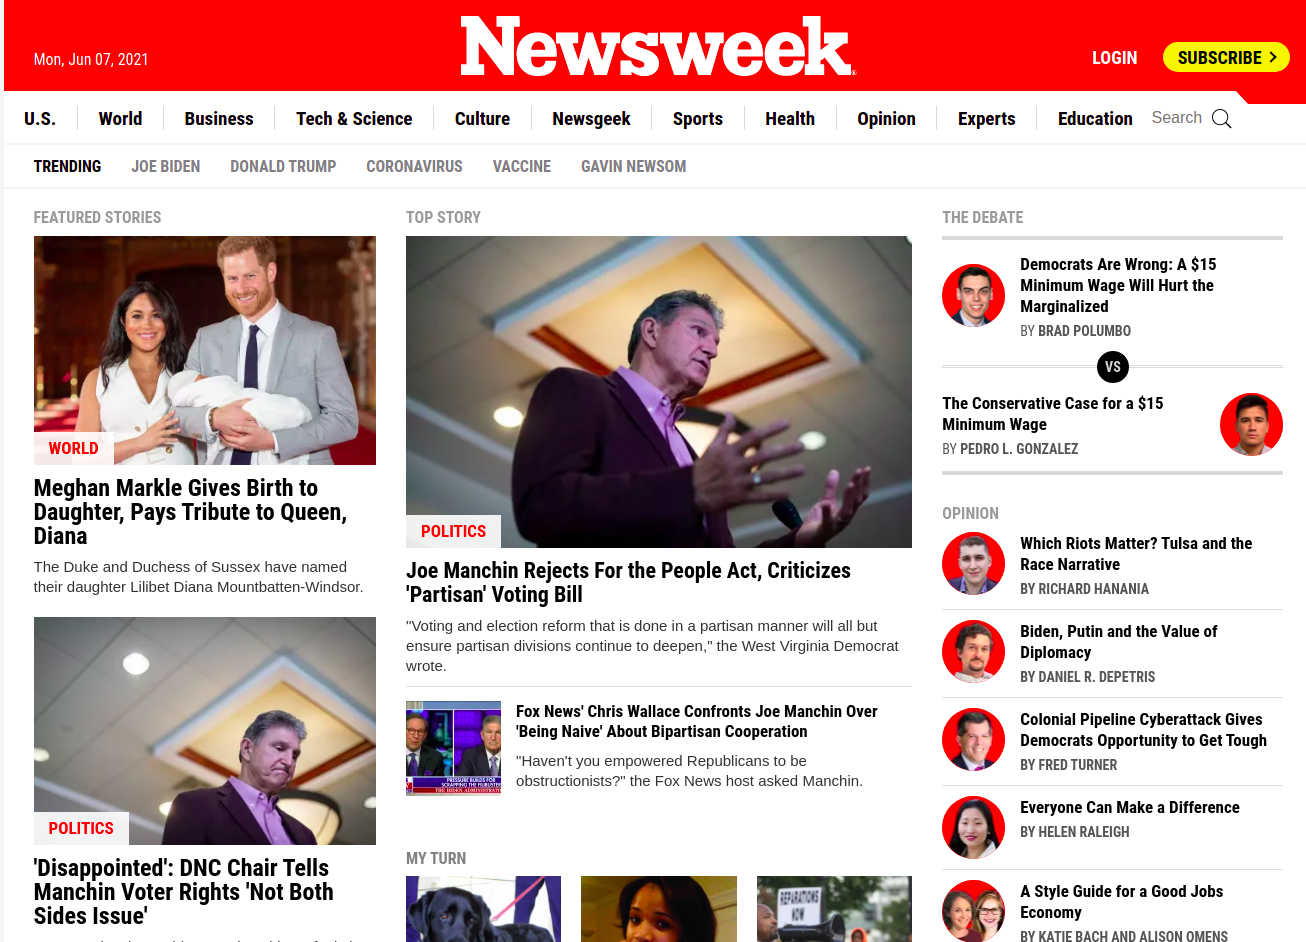 Mon, Jun 07, 2021
Newsweek
LOGIN
SUBSCRIBE
U.S.
World
Business
Tech & Science
Culture
Newsgeek
Sports
Health
Opinion
Experts
Education
Search
TRENDING
JOE BIDEN
DONALD TRUMP
CORONAVIRUS
VACCINE
GAVIN NEWSOM
FEATURED STORIES
WORLD
Meghan Markle Gives Birth to
Daughter, Pays Tribute to Queen,
Diana
The Duke and Duchess of Sussex have named
their daughter Lilibet Diana Mountbatten-Windsor.
POLITICS
'Disappointed': DNC Chair Tells
Manchin Voter Rights 'Not Both
Sides Issue'
TOP STORY
POLITICS
Joe Manchin Rejects For the People Act, Criticizes
'Partisan' Voting Bill
"Voting and election reform that is done in a partisan manner will all but
ensure partisan divisions continue to deepen," the West Virginia Democrat
wrote.
PRESSURE BUILDS FOR
SCRAPPING THE FILIBUSTER
THE BIDEN
Fox News' Chris Wallace Confronts Joe Manchin Over
'Being Naive' About Bipartisan Cooperation
"Haven't you empowered Republicans to be
obstructionists?" the Fox News host asked Manchin.
MY TURN
REPARATIONS
NOW
THE DEBATE
Democrats Are Wrong: A $15
Minimum Wage Will Hurt the
Marginalized
BY BRAD POLUMBO
VS
The Conservative Case for a $15
Minimum Wage
BY PEDRO L. GONZALEZ
OPINION
Which Riots Matter? Tulsa and the
Race Narrative
BY RICHARD HANANIA
Biden, Putin and the Value of
Diplomacy
BY DANIEL R. DEPETRIS
Colonial Pipeline Cyberattack Gives
Democrats Opportunity to Get Tough
BY FRED TURNER
Everyone Can Make a Difference
BY HELEN RALEIGH
A Style Guide for a Good Jobs
Economy
BY KATIE BACH AND ALISON OMENS